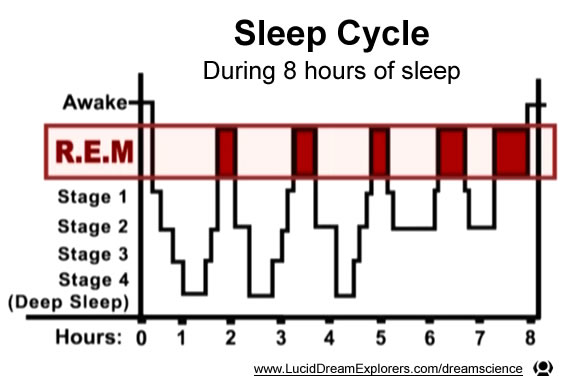 Sleep Cycle
During 8 hours of sleep
Awake
R.E.M
Stage 1
Stage 2
Stage 3
Stage 4
(Deep Sleep)
Hours: 0 1 2 3 4 5 6 7 8
www.LucidDreamExplorers.com/dreamscience